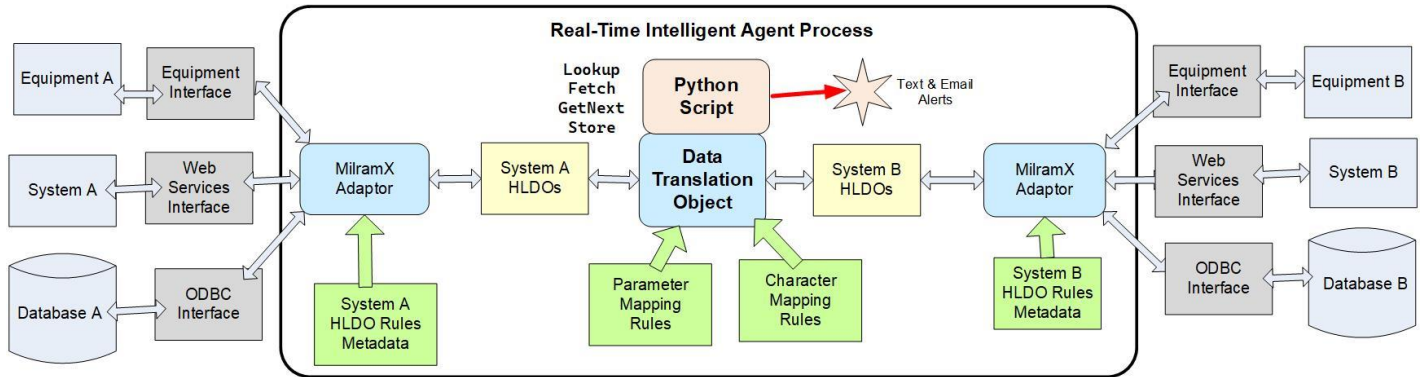 Real-Time Intelligent Agent Process
Equipment A
Equipment
Interface
System A
Web
Services
Interface
Database A
ODBC
Interface
MilramX
Adaptor
System A
HLDO Rules
Metadata
System A
HLDOs
Lookup
Fetch
GetNext
Store
Python
Script
Text & Email
Alerts
Data
Translation
Object
Parameter
Mapping
Rules
Character
Mapping
Rules
System B
HLDOs
MilramX
Adaptor
System B
HLDO Rules
Metadata
Equipment
Interface
Equipment B
Web
Services
Interface
System B
ODBC
Interface
Database B